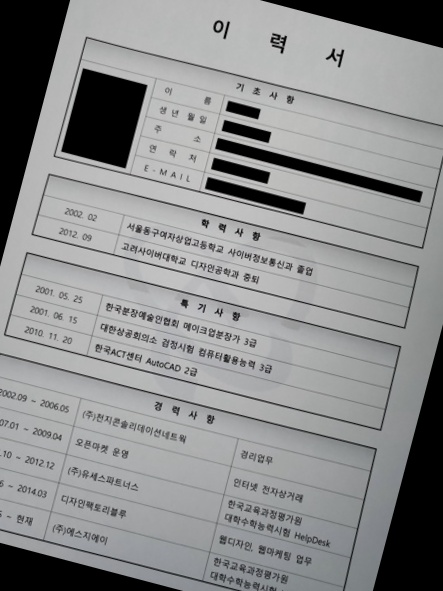 이 력 서
기 초 사 항
이 름
생 년 월 일
주 소
연 락 처
E - M A I L
학 력 사 항
2002. 02 서울동구여자상업고등학교 사이버정보통신과 졸업
2012. 09 고려사이버대학교 디자인공학과 중퇴
특 기 사 항
2001. 05. 25 한국분장예술인협회 메이크업분장가 3급
2001. 06. 15 대한상공회의소 검정시험 컴퓨터활용능력 3급
2010. 11. 20 한국ACT센터 AutoCAD 2급
경 력 사 항
2002.09 ~ 2006.05 (주)천지콘솔리데이션네트웍 경리업무
07.01 ~ 2009.04 오픈마켓 운영 인터넷 전자상거래
.10 ~ 2012.12 (주)유세스파트너스 한국교육과정평가원
대학수학능력시험 HelpDesk
~ 2014.03 디자인팩토리블루 웹디자인, 웹마케팅 업무
~ 현재 (주)에스지에이 한국교육과정평가원
대학수학능력시험